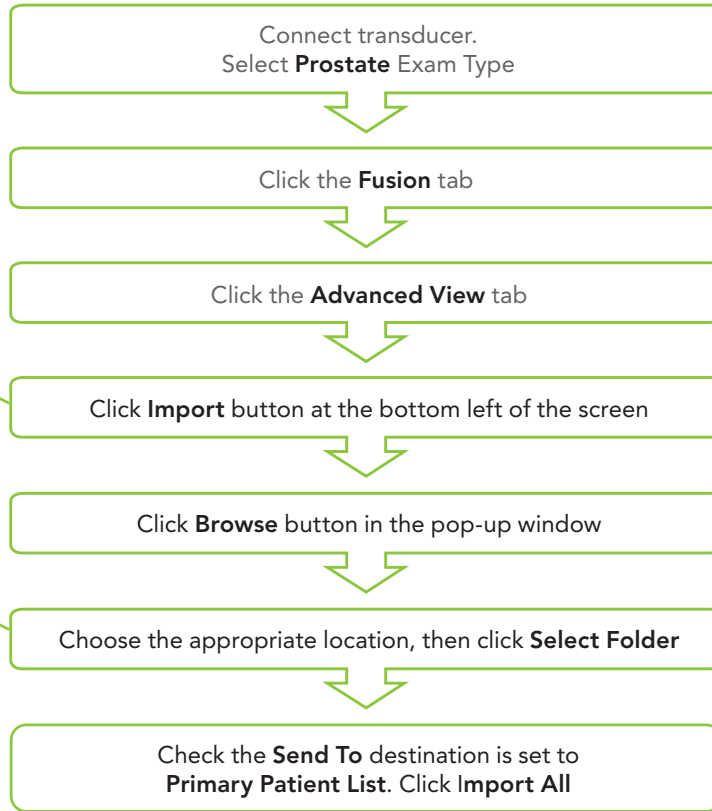 Connect transducer.
Select Prostate Exam Type
Click the Fusion tab
Click the Advanced View tab
Click Import button at the bottom left of the screen
Click Browse button in the pop-up window
Choose the appropriate location, then click Select Folder
Check the Send To destination is set to
Primary Patient List. Click Import All